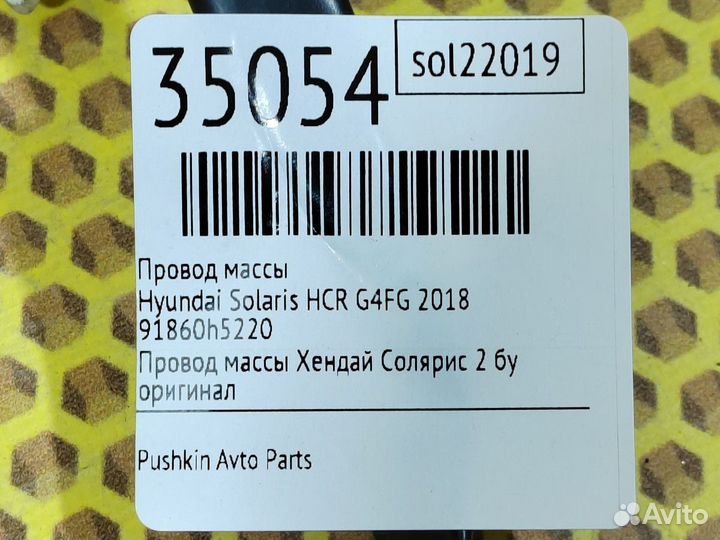 35054
sol22019
Провод массы
Hyundai Solaris HCR G4FG 2018
91860h5220
Провод массы Хендай Солярис 2 бу
оригинал
Pushkin Avto Parts
Avito